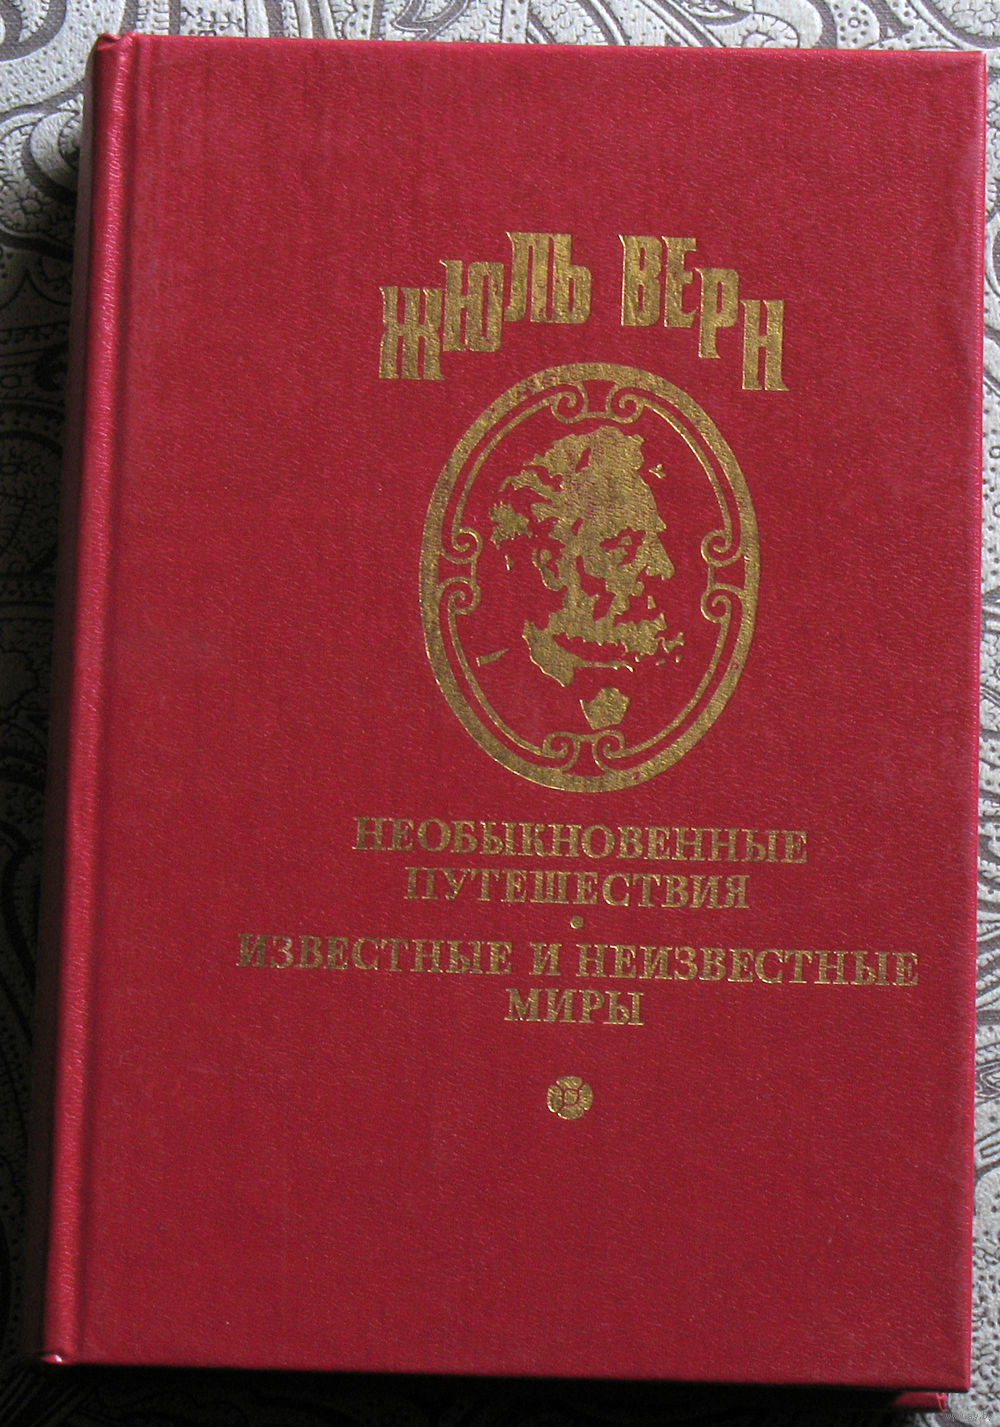 ЖЮЛЬ ВЕРН
НЕОБЫКНОВЕННЫЕ
ПУТЕШЕСТВИЯ
•
ИЗВЕСТНЫЕ И НЕИЗВЕСТНЫЕ
МИРЫ